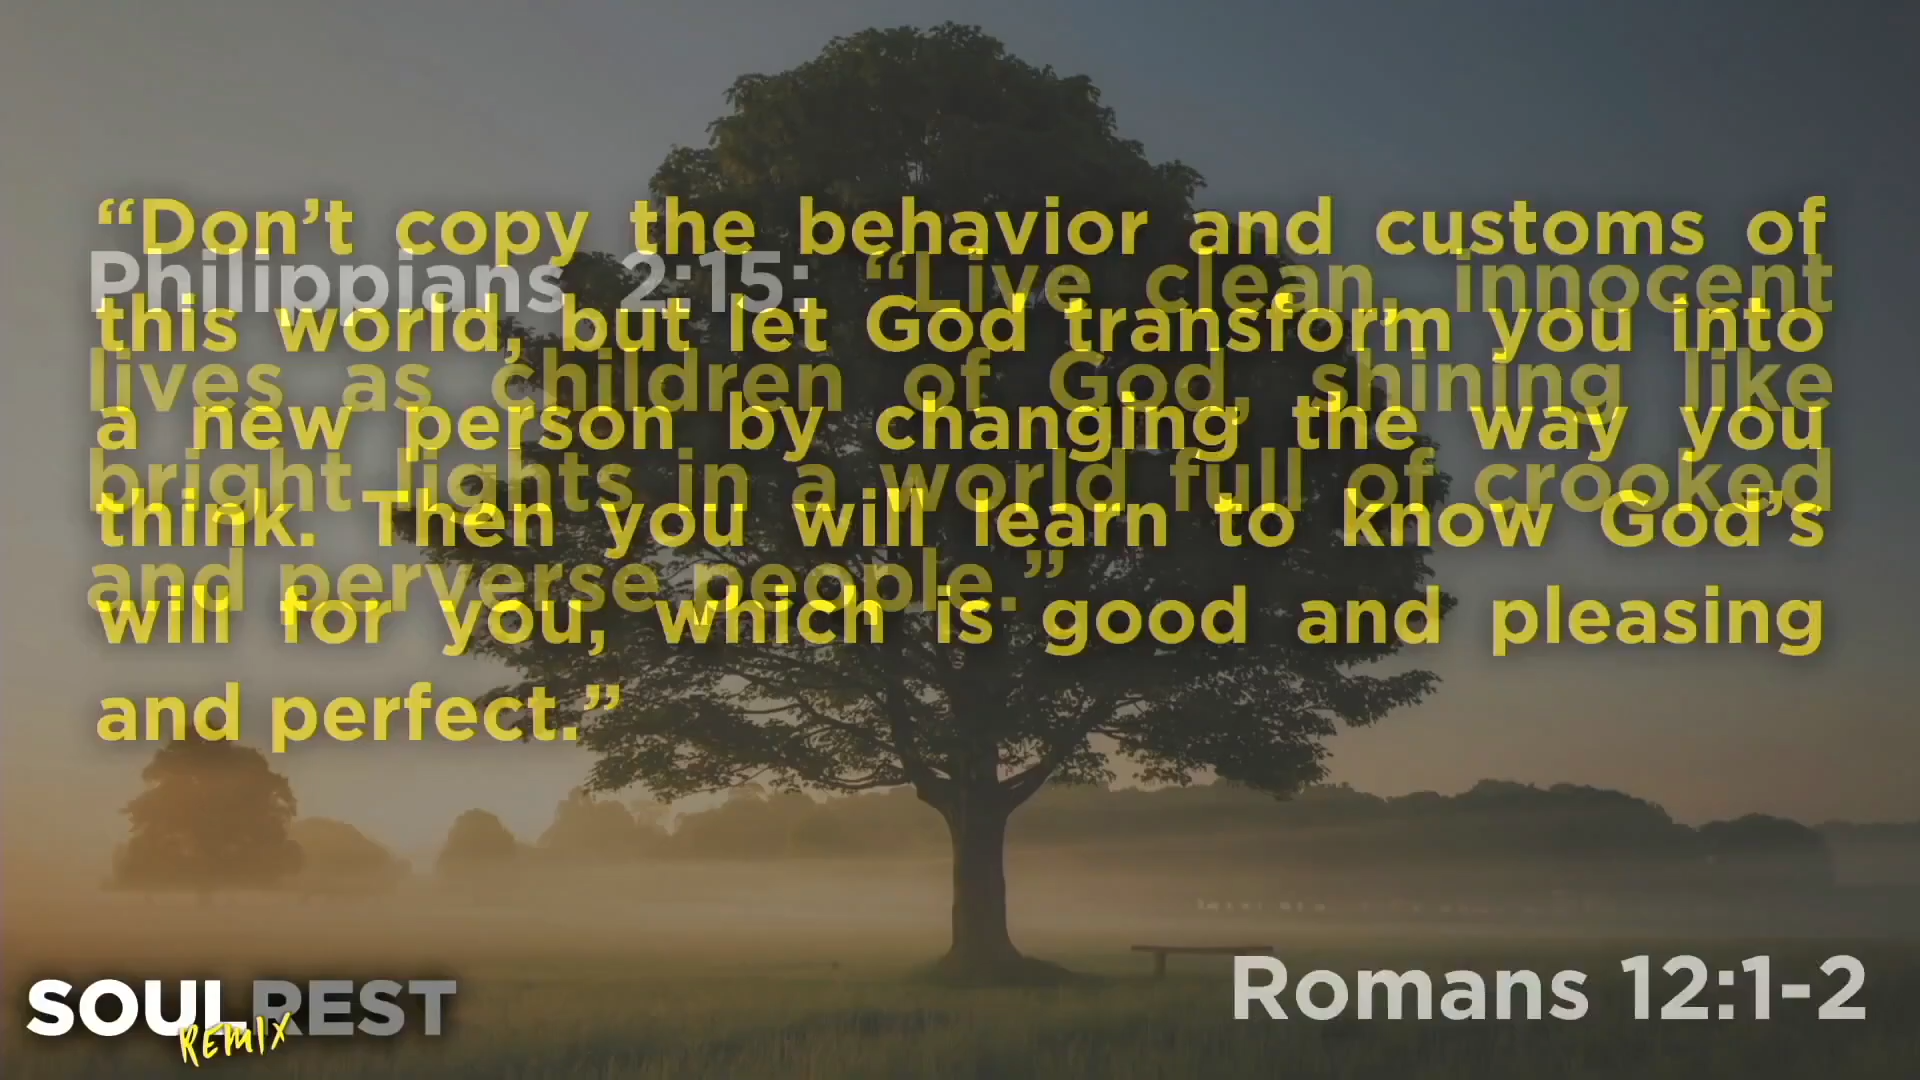 “Don’t copy the behavior and customs of
this world, but let God transform you into
a new person by changing the way you
think. Then you will learn to know God’s
will for you, which is good and pleasing
and perfect.”
Philippians 2:15: “Live clean, innocent
lives as children of God, shining like
bright lights in a world full of crooked
and perverse people.”
Romans 12:1-2
SOULREST
REMIX